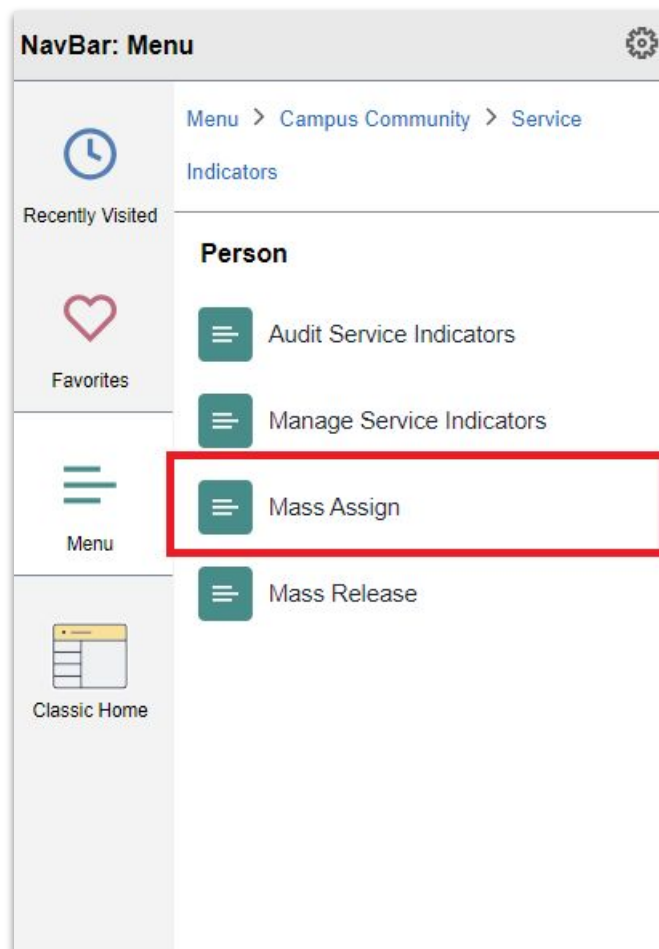 NavBar: Menu
Recently Visited
Favorites
Menu
Classic Home
Menu > Campus Community > Service
Indicators
Person
Audit Service Indicators
Manage Service Indicators
Mass Assign
Mass Release